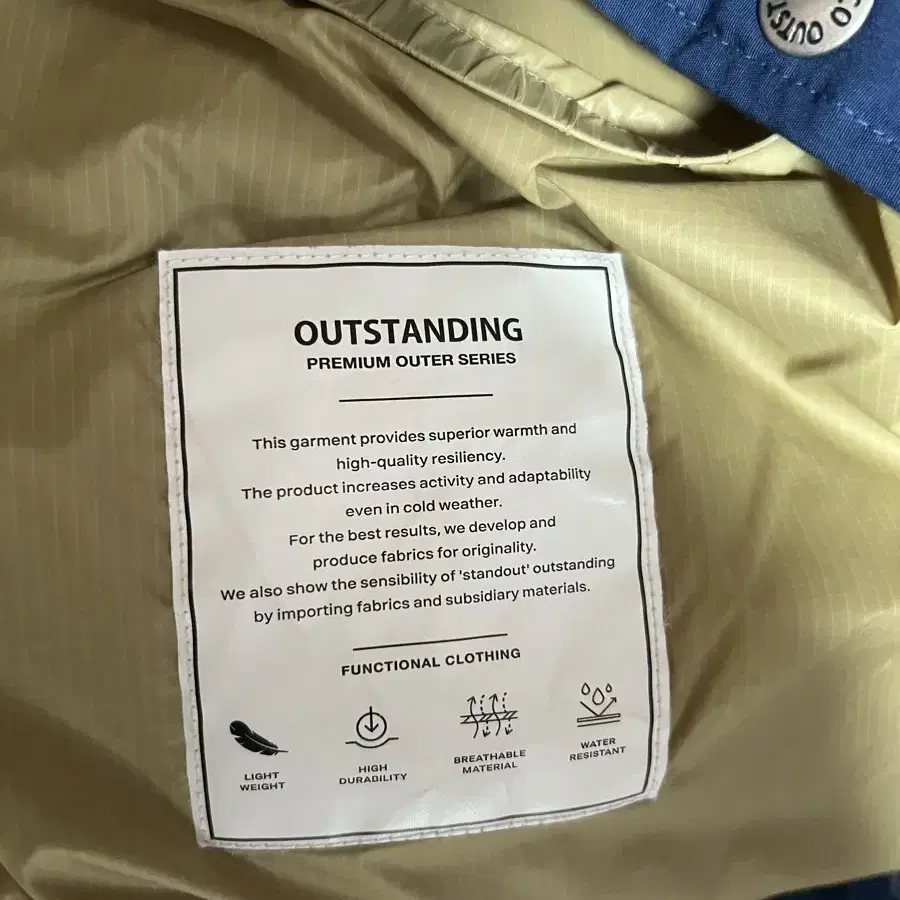 CO OUTST
OUTSTANDING
PREMIUM OUTER SERIES
This garment provides superior warmth and
high-quality resiliency.
The product increases activity and adaptability
even in cold weather.
For the best results, we develop and
produce fabrics for originality.
We also show the sensibility of 'standout' outstanding
by importing fabrics and subsidiary materials.
FUNCTIONAL CLOTHING
LIGHT
WEIGHT
HIGH
DURABILITY
BREATHABLE
MATERIAL
WATER
RESISTANT